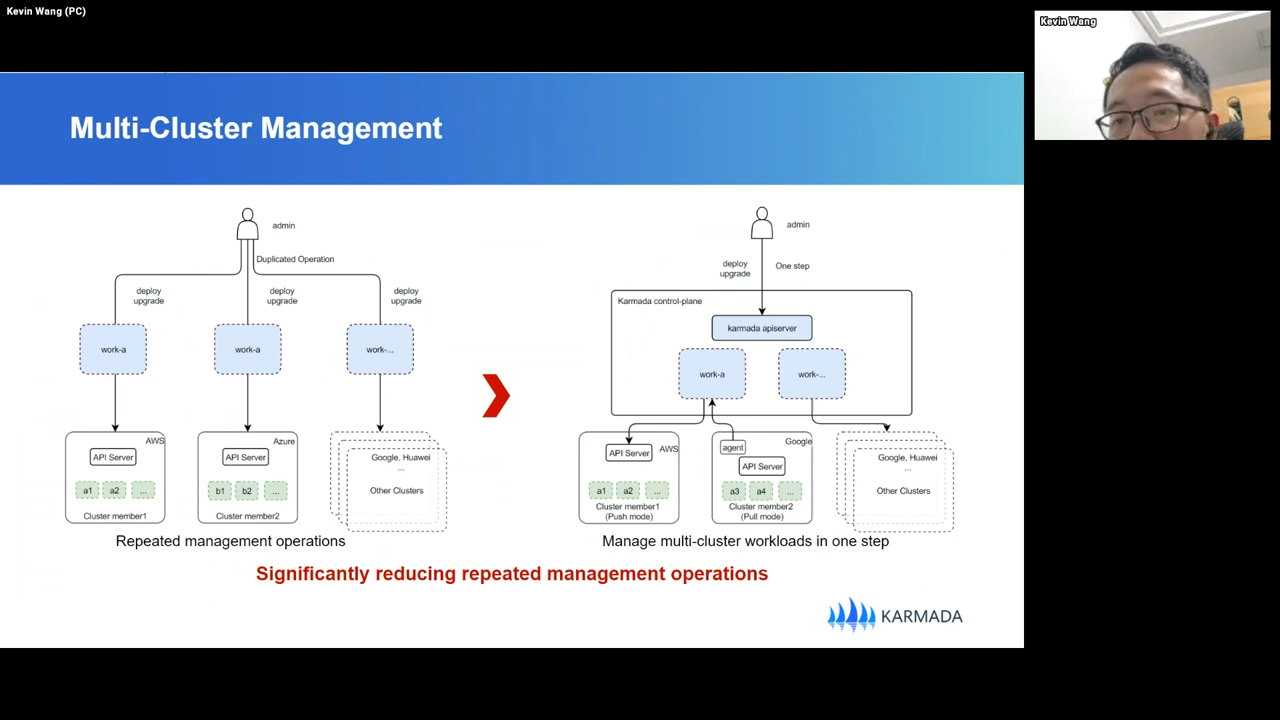 Kevin Wang (PC)
Kevin Wang
Multi-Cluster Management
admin
Duplicated Operation
deploy
upgrade
deploy
upgrade
deploy
upgrade
work-a
work-a
work-...
AWS
API Server
a1
a2
...
Cluster member1
Azure
API Server
b1
b2
...
Cluster member2
Google, Huawei
...
Other Clusters
Repeated management operations
admin
deploy
upgrade
One step
Karmada control-plane
karmada apiserver
work-a
work-...
API Server
AWS
a1
a2
...
Cluster member1
(Push mode)
agent
Google
API Server
a3
a4
...
Cluster member2
(Pull mode)
Google, Huawei
...
Other Clusters
Manage multi-cluster workloads in one step
Significantly reducing repeated management operations
KARMADA